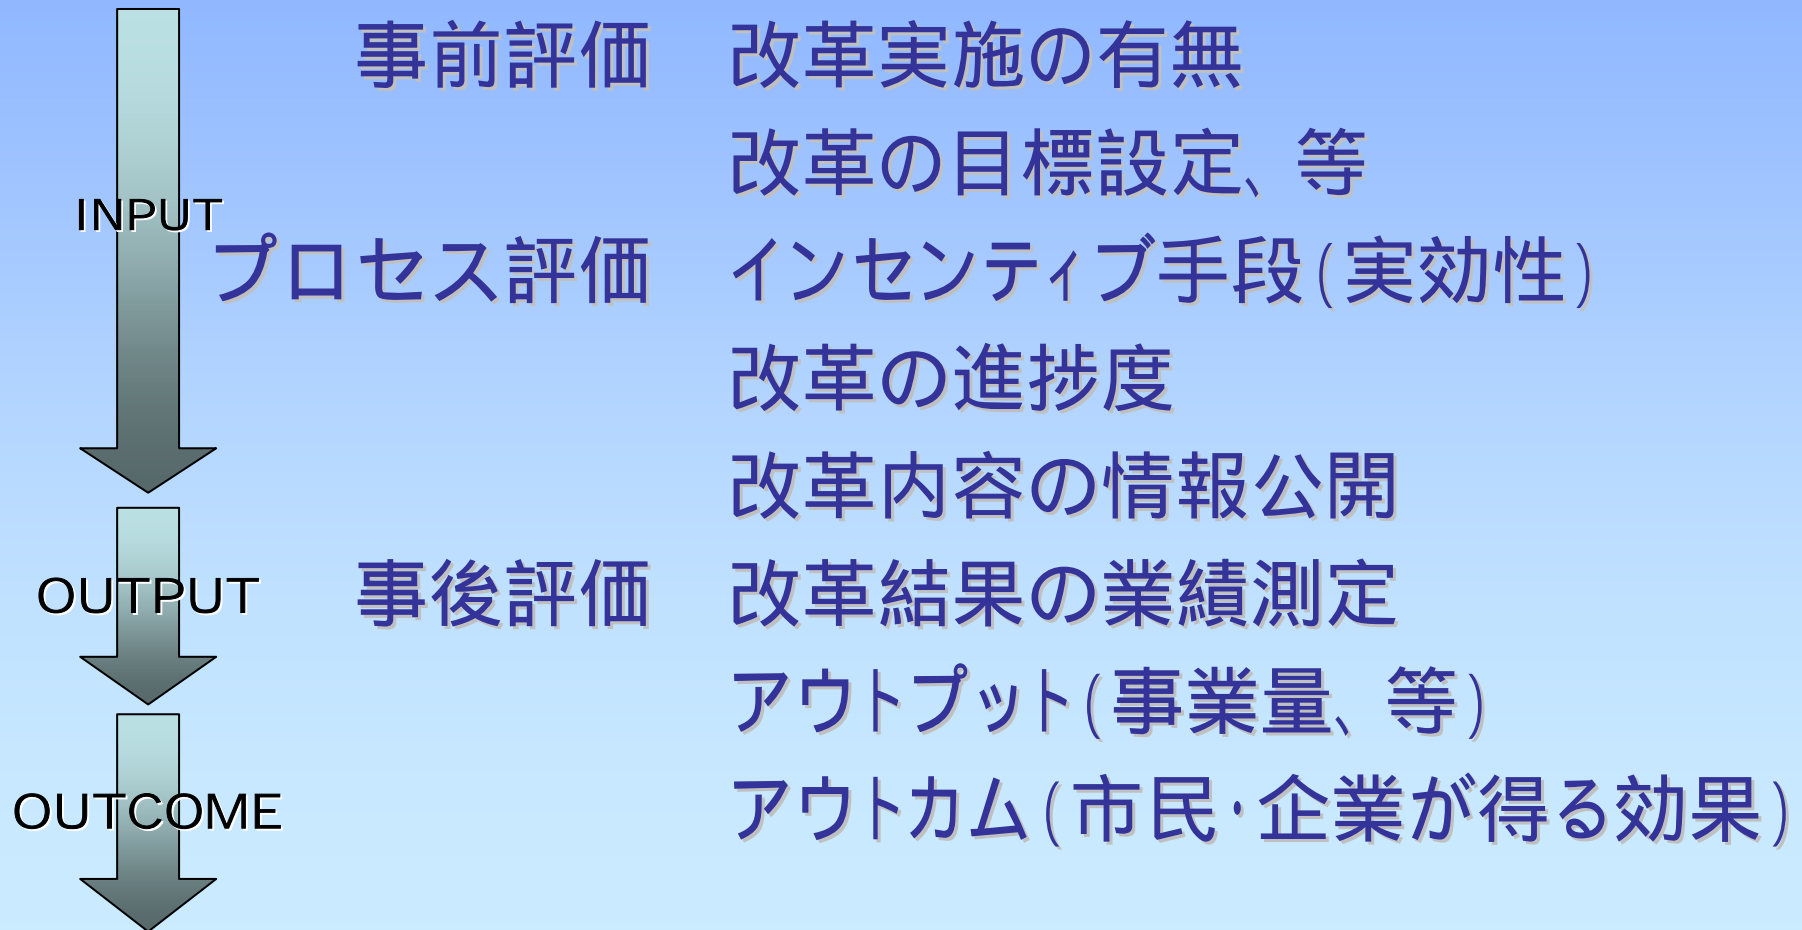 事前評価 改革実施の有無
改革の目標設定、等
INPUT
プロセス評価 インセンティブ手段(実効性)
改革の進捗度
改革内容の情報公開
OUTPUT 事後評価 改革結果の業績測定
アウトプット(事業量、等)
OUTCOME アウトカム(市民・企業が得る効果)